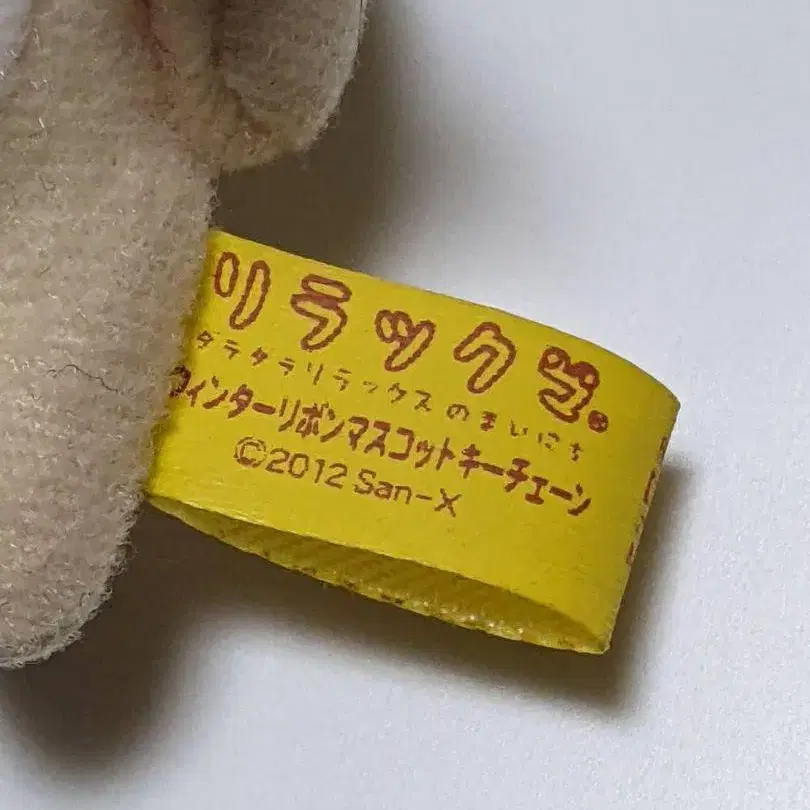 リラックマ。
ダラダラリラックスのまいにち
ウィンターリボンマスコットキーチェーン
©2012 San-X